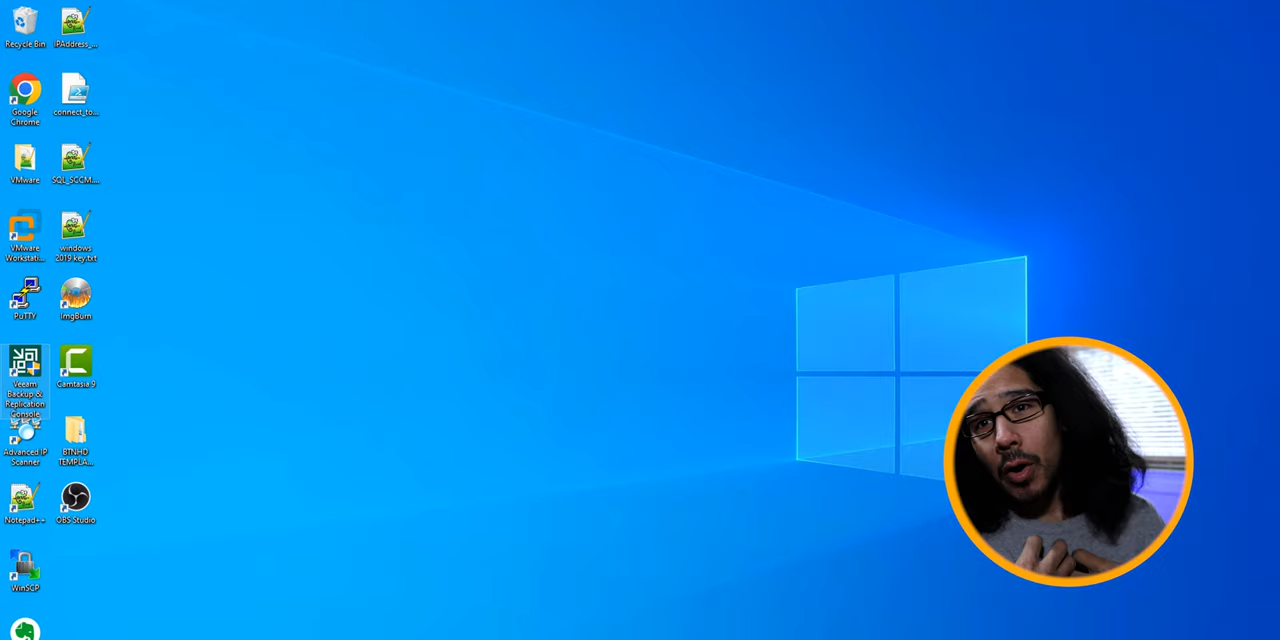 Recycle Bin
IPAddress_...
Google
Chrome
connect_to...
VMware
SQL_SCCM....
VMware
Workstati...
windows
2019 key.txt
PuTTY
ImgBurn
Veeam
Backup &
Replication
Console
Camtasia 9
Advanced IP
Scanner
BTNHD
TEMPLA...
Notepad++
OBS Studio
WinSCP